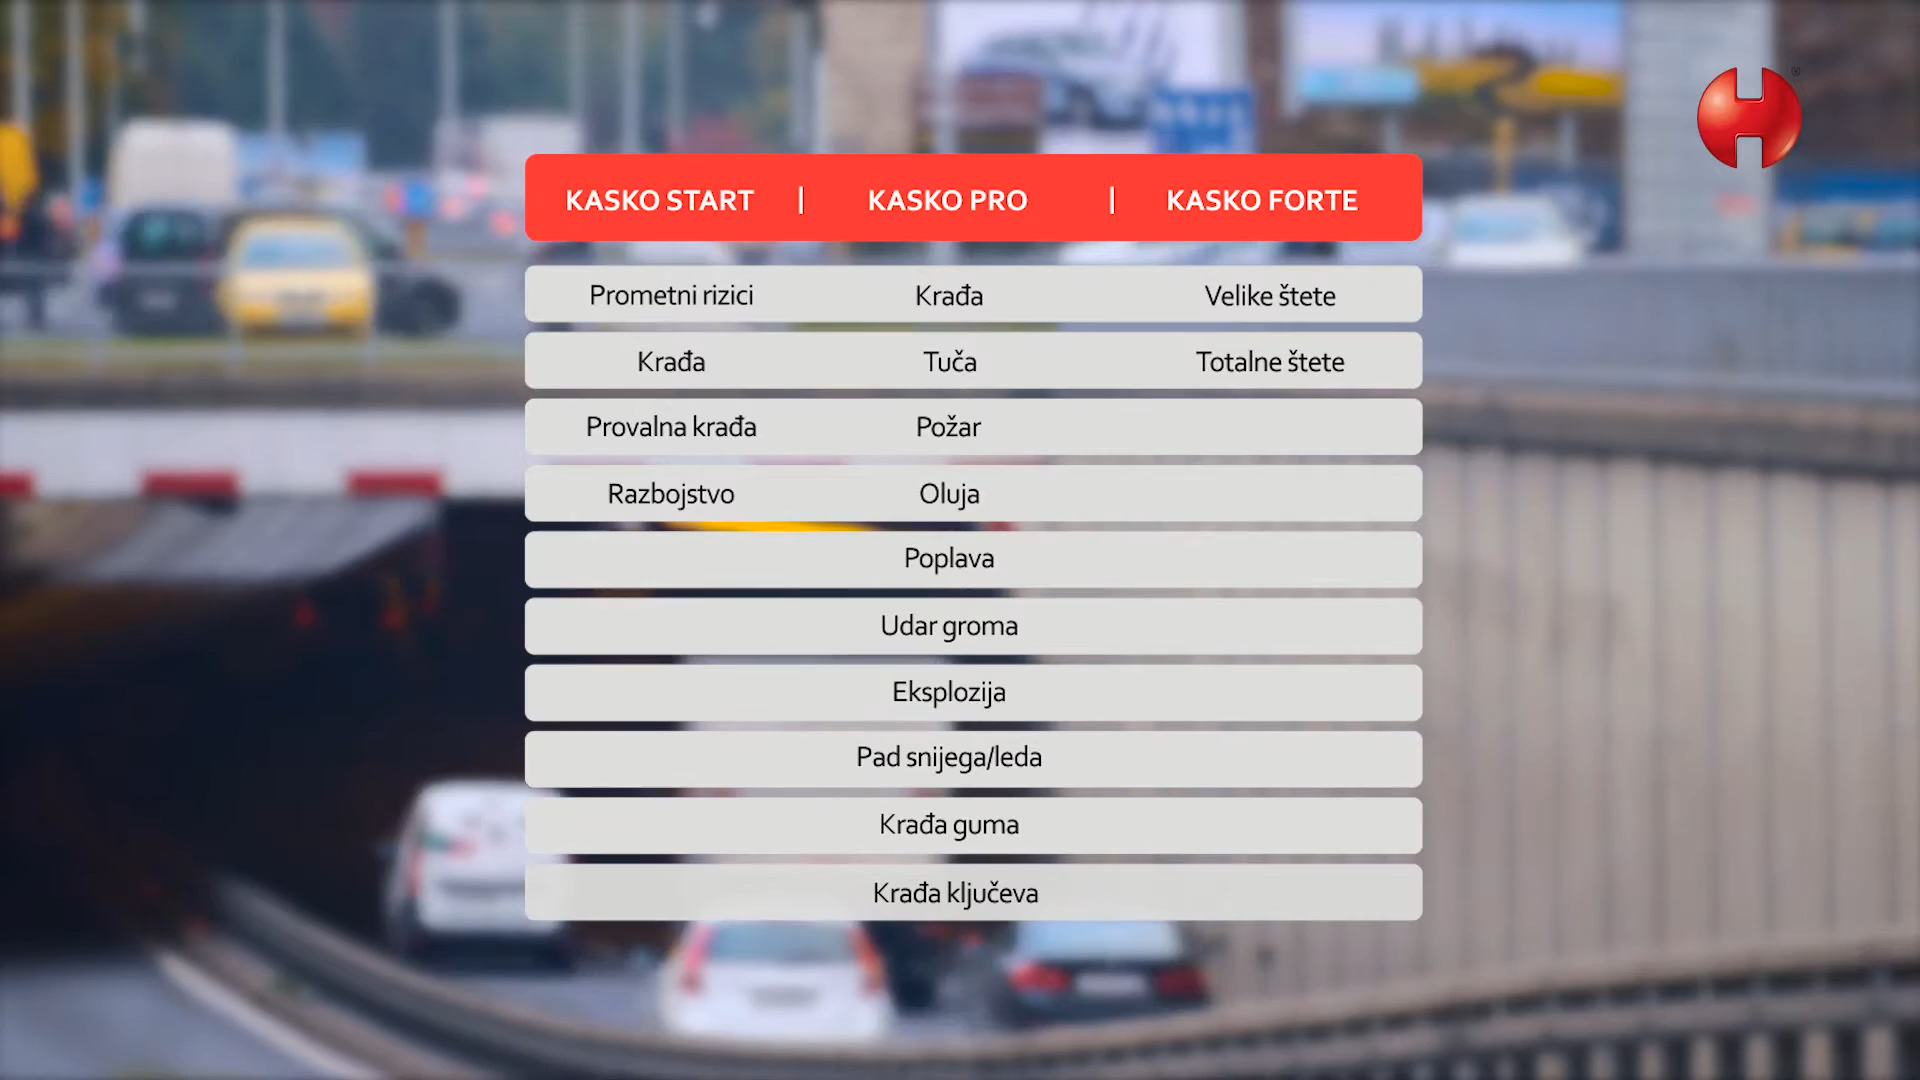 KASKO START | KASKO PRO | KASKO FORTE
Prometni rizici Krađa Velike štete
Krađa Tuča Totalne štete
Provalna krađa Požar
Razbojstvo Oluja
Poplava
Udar groma
Eksplozija
Pad snijega/leda
Krađa guma
Krađa ključeva